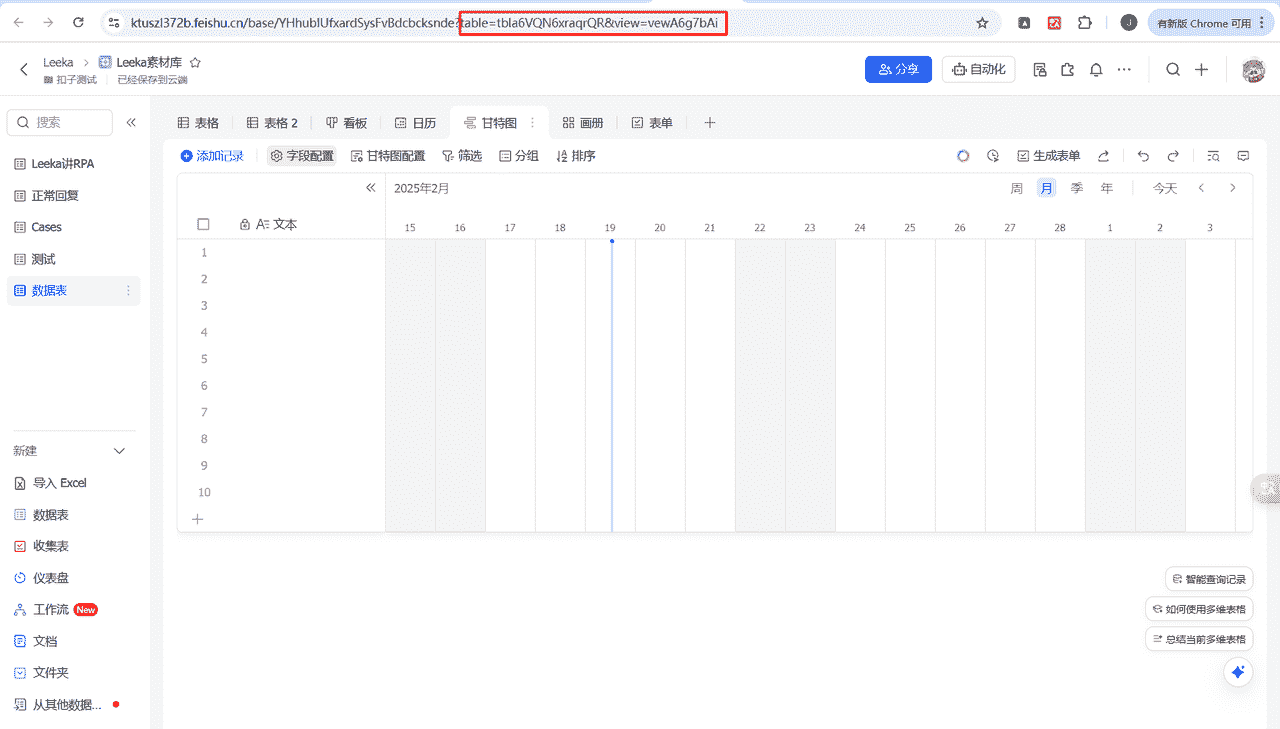 ktuszl372b.feishu.cn/base/YHhublUfxardSysFvBdcbcksnde?table=tbla6VQN6xraqrQR&view=vewA6g7bAi
J
有新版 Chrome 可用
Leeka
Leeka素材库
扣子测试
已经保存到云端
分享
自动化
搜索
表格
表格 2
看板
日历
甘特图
画册
表单
添加记录
字段配置
甘特图配置
筛选
分组
排序
生成表单
Leeka讲RPA
正常回复
Cases
测试
数据表
2025年2月
周 月 季 年 今天
文本
15 16 17 18 19 20 21 22 23 24 25 26 27 28 1 2 3
1
2
3
4
5
6
7
8
9
10
新建
导入 Excel
数据表
收集表
仪表盘
工作流 New
文档
文件夹
从其他数据...
智能查询记录
如何使用多维表格
总结当前多维表格